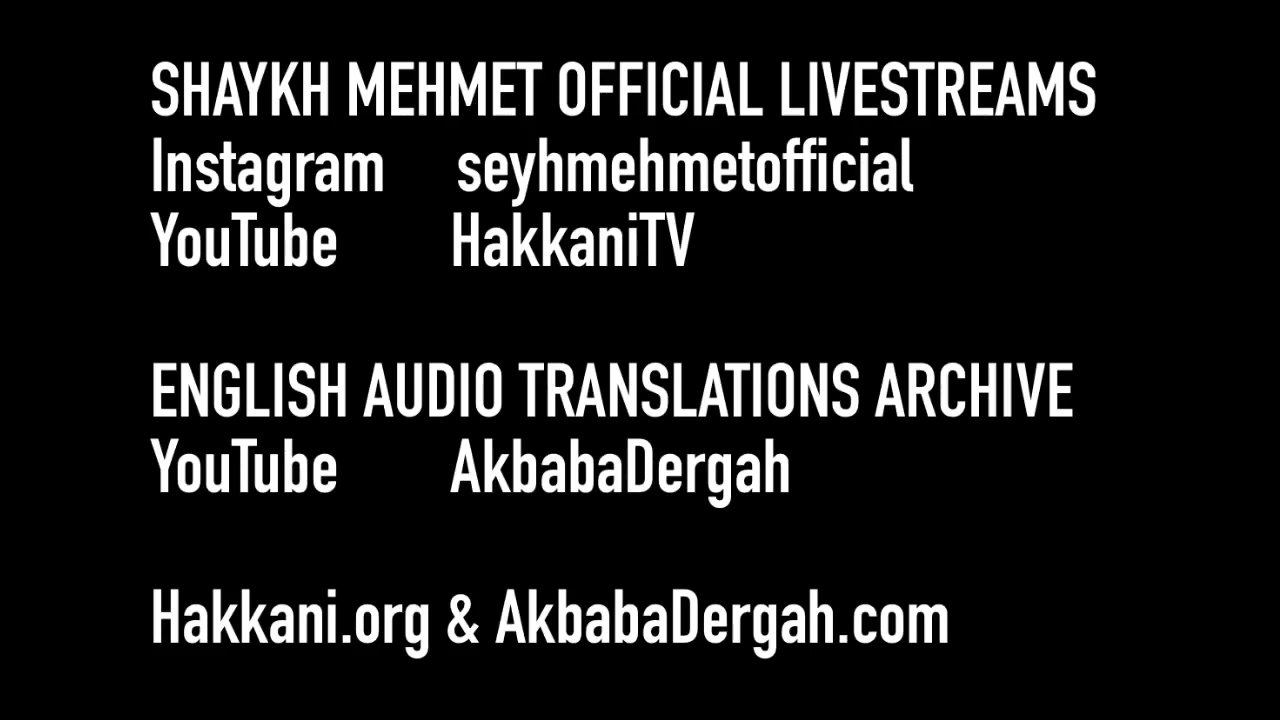 SHAYKH MEHMET OFFICIAL LIVESTREAMS
Instagram seyhmehmetofficial
YouTube HakkaniTV
ENGLISH AUDIO TRANSLATIONS ARCHIVE
YouTube AkbabaDergah
Hakkani.org & AkbabaDergah.com